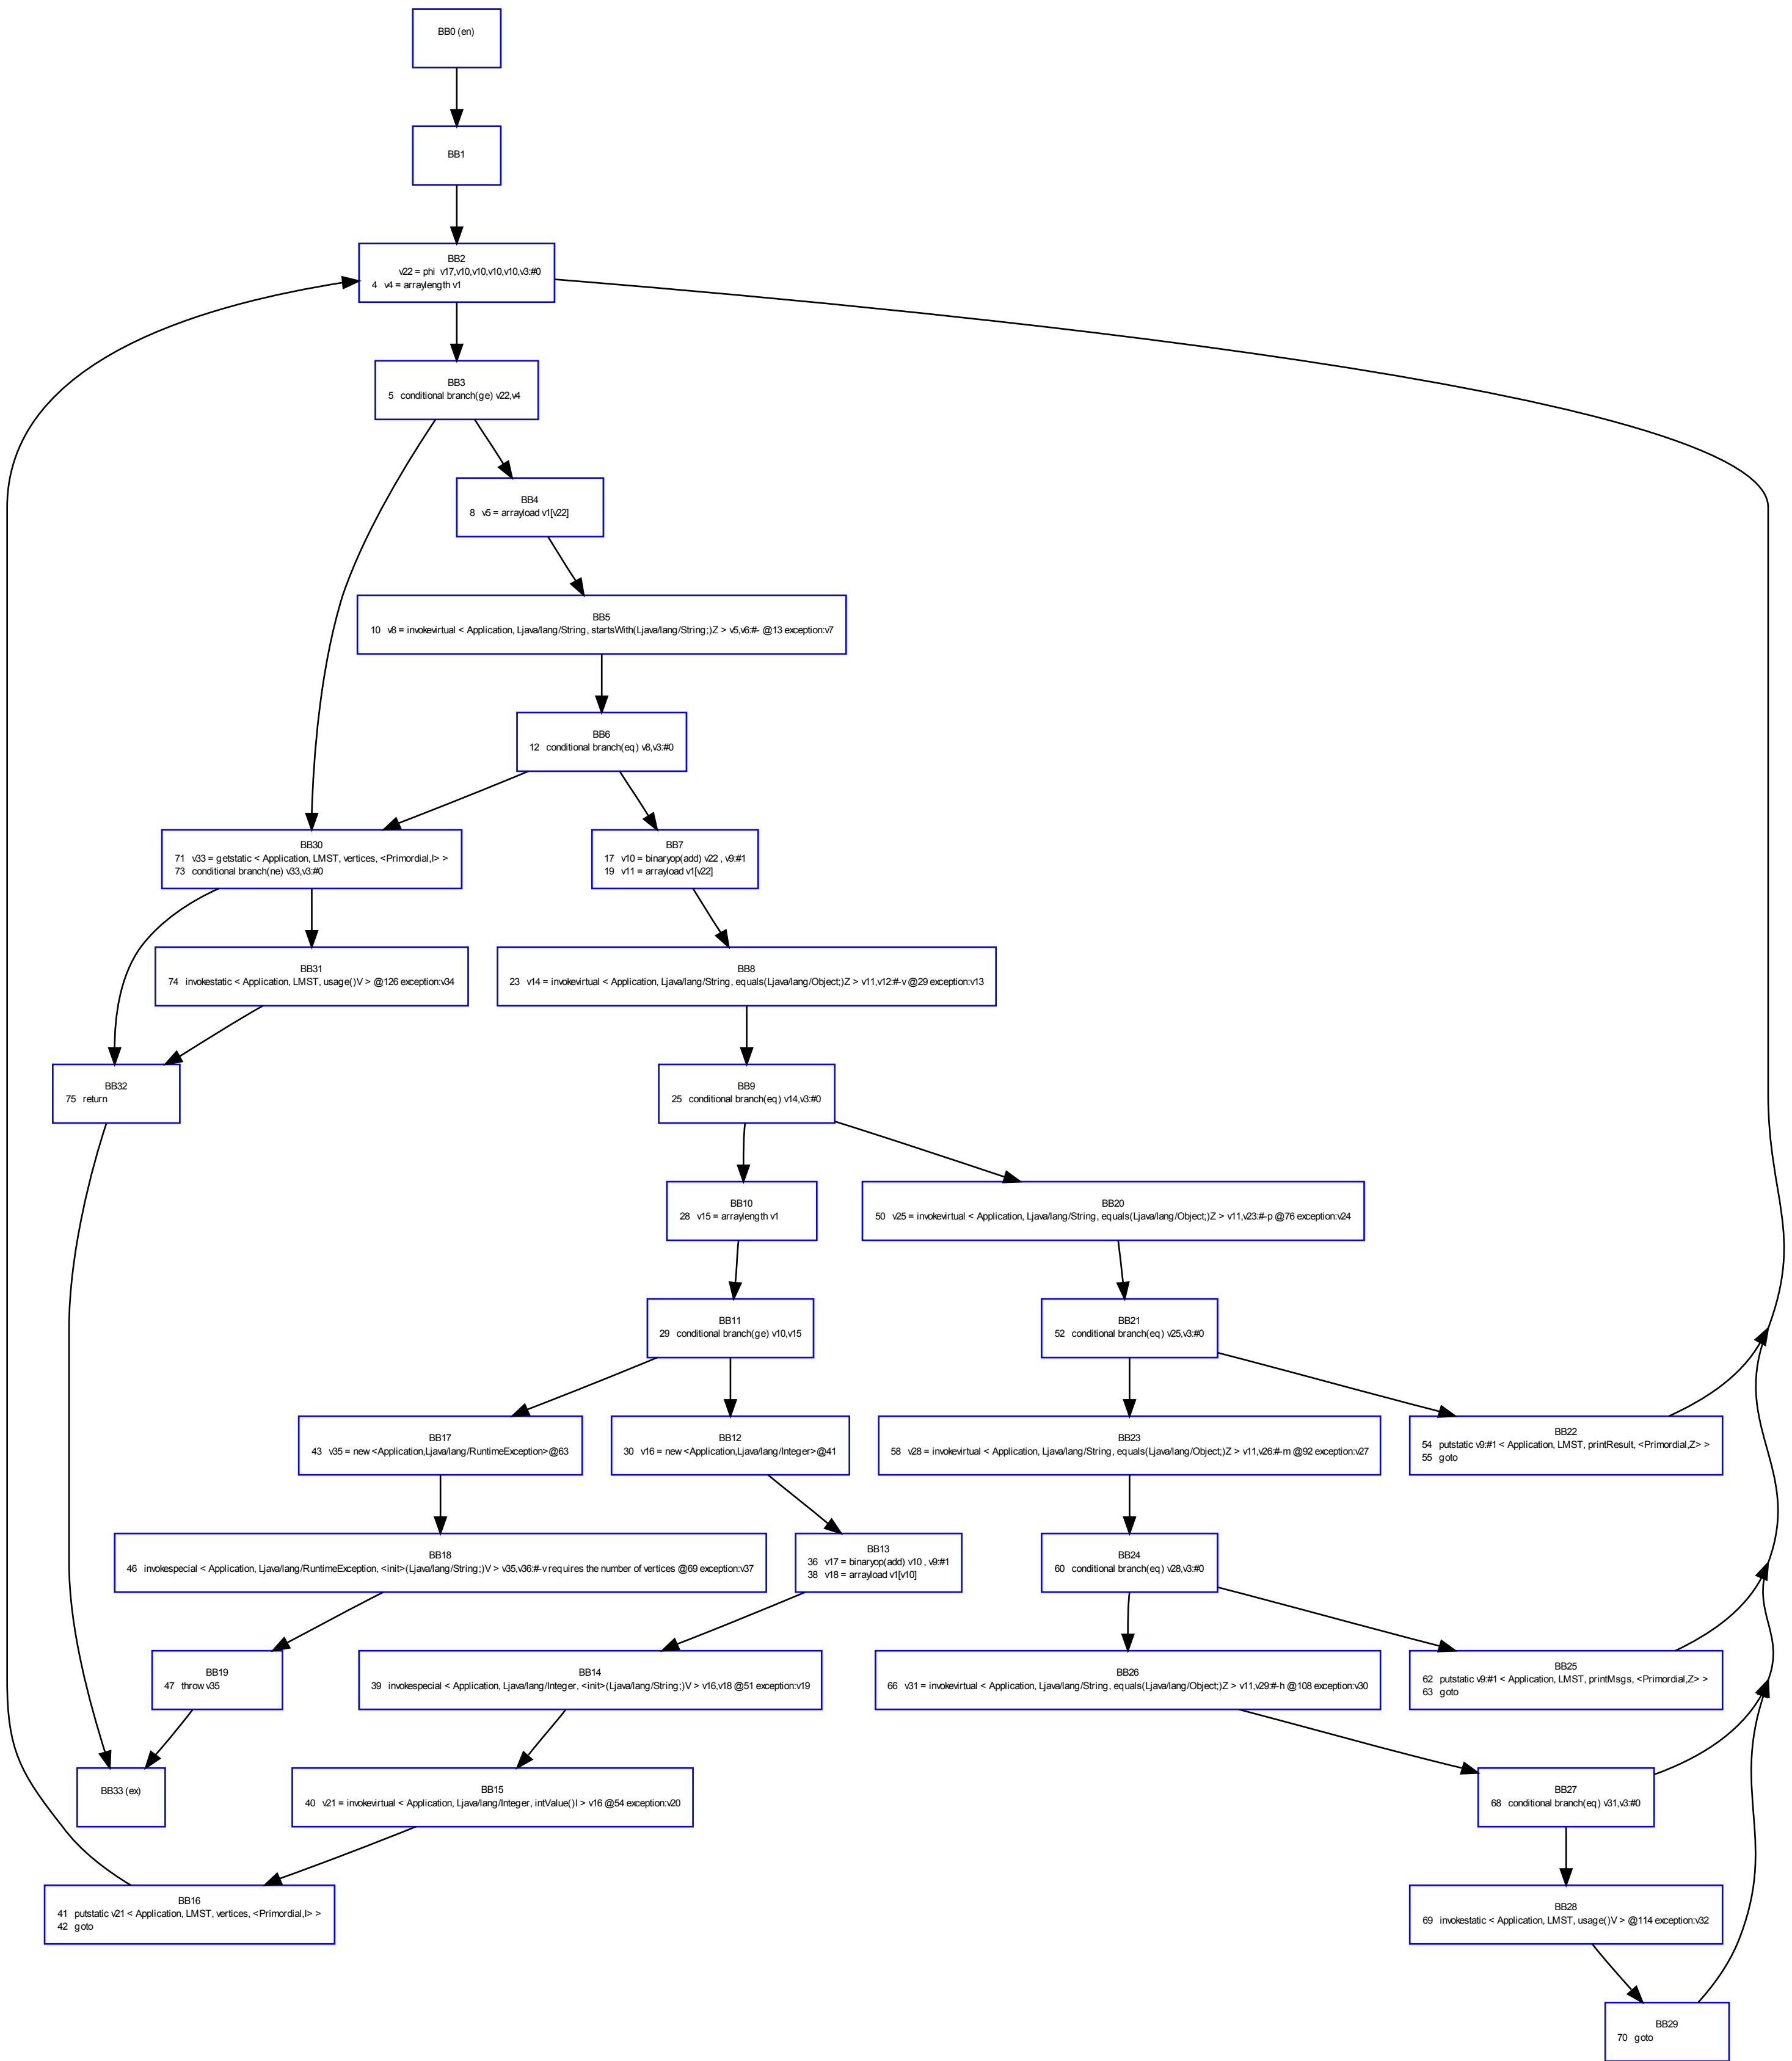 BB0 (en)
BB1
BB2
v22 = phi v17,v10,v10,v10,v10,v3:#0
4 v4 = arraylength v1
BB3
5 conditional branch(ge) v22,v4
BB4
8 v5 = arrayload v1[v22]
BB5
10 v8 = invokevirtual < Application, Ljava/lang/String, startsWith(Ljava/lang/String;)Z > v5,v6:#- @13 exception:v7
BB6
12 conditional branch(eq) v8,v3:#0
BB30
71 v33 = getstatic < Application, LMST, vertices, <Primordial,I> >
73 conditional branch(ne) v33,v3:#0
BB7
17 v10 = binaryop(add) v22 , v9:#1
19 v11 = arrayload v1[v22]
BB31
74 invokestatic < Application, LMST, usage()V > @126 exception:v34
BB8
23 v14 = invokevirtual < Application, Ljava/lang/String, equals(Ljava/lang/Object;)Z > v11,v12:#-v @29 exception:v13
BB32
75 return
BB9
25 conditional branch(eq) v14,v3:#0
BB10
28 v15 = arraylength v1
BB20
50 v25 = invokevirtual < Application, Ljava/lang/String, equals(Ljava/lang/Object;)Z > v11,v23:#-p @76 exception:v24
BB11
29 conditional branch(ge) v10,v15
BB21
52 conditional branch(eq) v25,v3:#0
BB17
43 v35 = new <Application,Ljava/lang/RuntimeException>@63
BB12
30 v16 = new <Application,Ljava/lang/Integer>@41
BB23
58 v28 = invokevirtual < Application, Ljava/lang/String, equals(Ljava/lang/Object;)Z > v11,v26:#-m @92 exception:v27
BB22
54 putstatic v9:#1 < Application, LMST, printResult, <Primordial,Z> >
55 goto
BB18
46 invokespecial < Application, Ljava/lang/RuntimeException, <init>(Ljava/lang/String;)V > v35,v36:#-v requires the number of vertices @69 exception:v37
BB13
36 v17 = binaryop(add) v10 , v9:#1
38 v18 = arrayload v1[v10]
BB24
60 conditional branch(eq) v28,v3:#0
BB19
47 throw v35
BB14
39 invokespecial < Application, Ljava/lang/Integer, <init>(Ljava/lang/String;)V > v16,v18 @51 exception:v19
BB26
66 v31 = invokevirtual < Application, Ljava/lang/String, equals(Ljava/lang/Object;)Z > v11,v29:#-h @108 exception:v30
BB25
62 putstatic v9:#1 < Application, LMST, printMsgs, <Primordial,Z> >
63 goto
BB33 (ex)
BB15
40 v21 = invokevirtual < Application, Ljava/lang/Integer, intValue()I > v16 @54 exception:v20
BB27
68 conditional branch(eq) v31,v3:#0
BB16
41 putstatic v21 < Application, LMST, vertices, <Primordial,I> >
42 goto
BB28
69 invokestatic < Application, LMST, usage()V > @114 exception:v32
BB29
70 goto